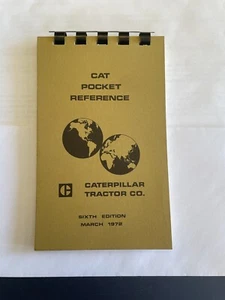 CAT
POCKET
REFERENCE
CATERPILLAR
TRACTOR CO.
SIXTH EDITION
MARCH 1972